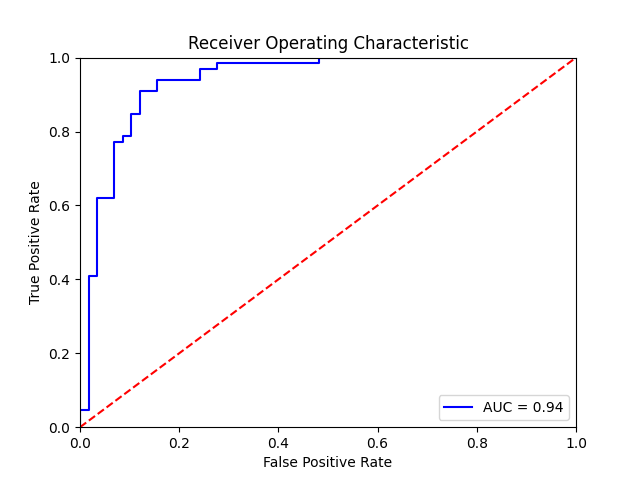 Receiver Operating Characteristic
True Positive Rate
1.0
0.8
0.6
0.4
0.2
0.0
AUC = 0.94
0.0 0.2 0.4 0.6 0.8 1.0
False Positive Rate